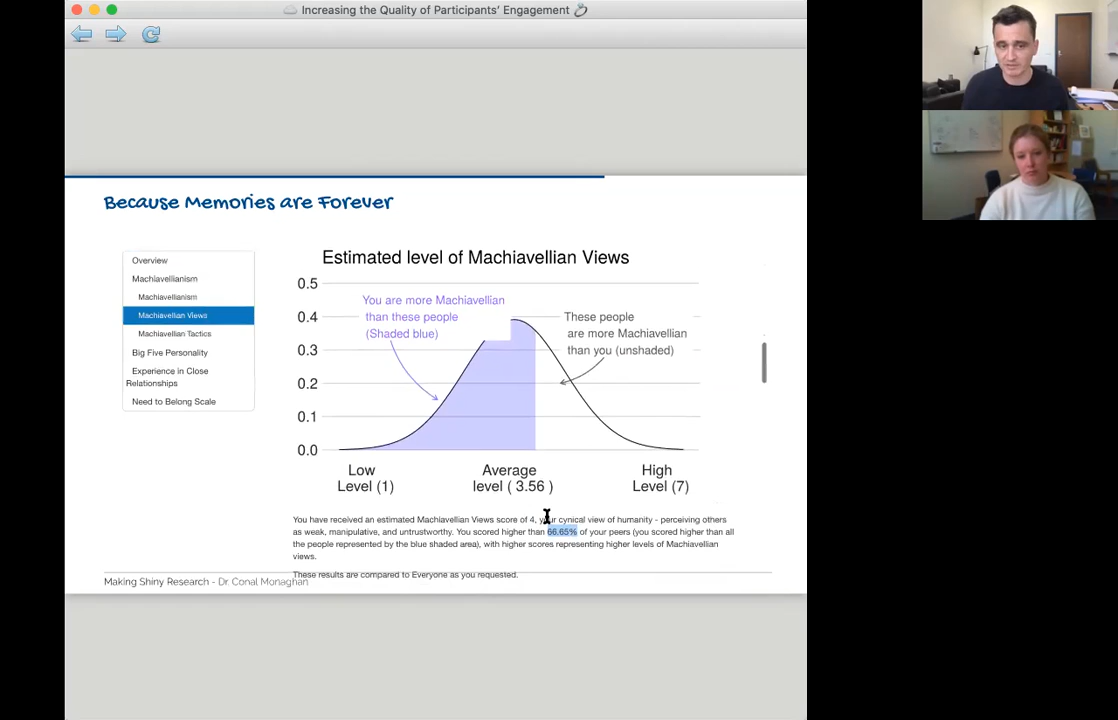 Increasing the Quality of Participants' Engagement
Because Memories are Forever
Overview
Machiavellianism
Machiavellianism
Machiavellian Views
Machiavellian Tactics
Big Five Personality
Experience in Close
Relationships
Need to Belong Scale
Estimated level of Machiavellian Views
0.5
0.4
0.3
0.2
0.1
0.0
You are more Machiavellian
than these people
(Shaded blue)
These people
are more Machiavellian
than you (unshaded)
Low
Level (1)
Average
level ( 3.56 )
High
Level (7)
You have received an estimated Machiavellian Views score of 4, your cynical view of humanity - perceiving others
as weak, manipulative, and untrustworthy. You scored higher than 66.65% of your peers (you scored higher than all
the people represented by the blue shaded area), with higher scores representing higher levels of Machiavellian
views.
These results are compared to Everyone as you requested.
Making Shiny Research - Dr. Conal Monaghan